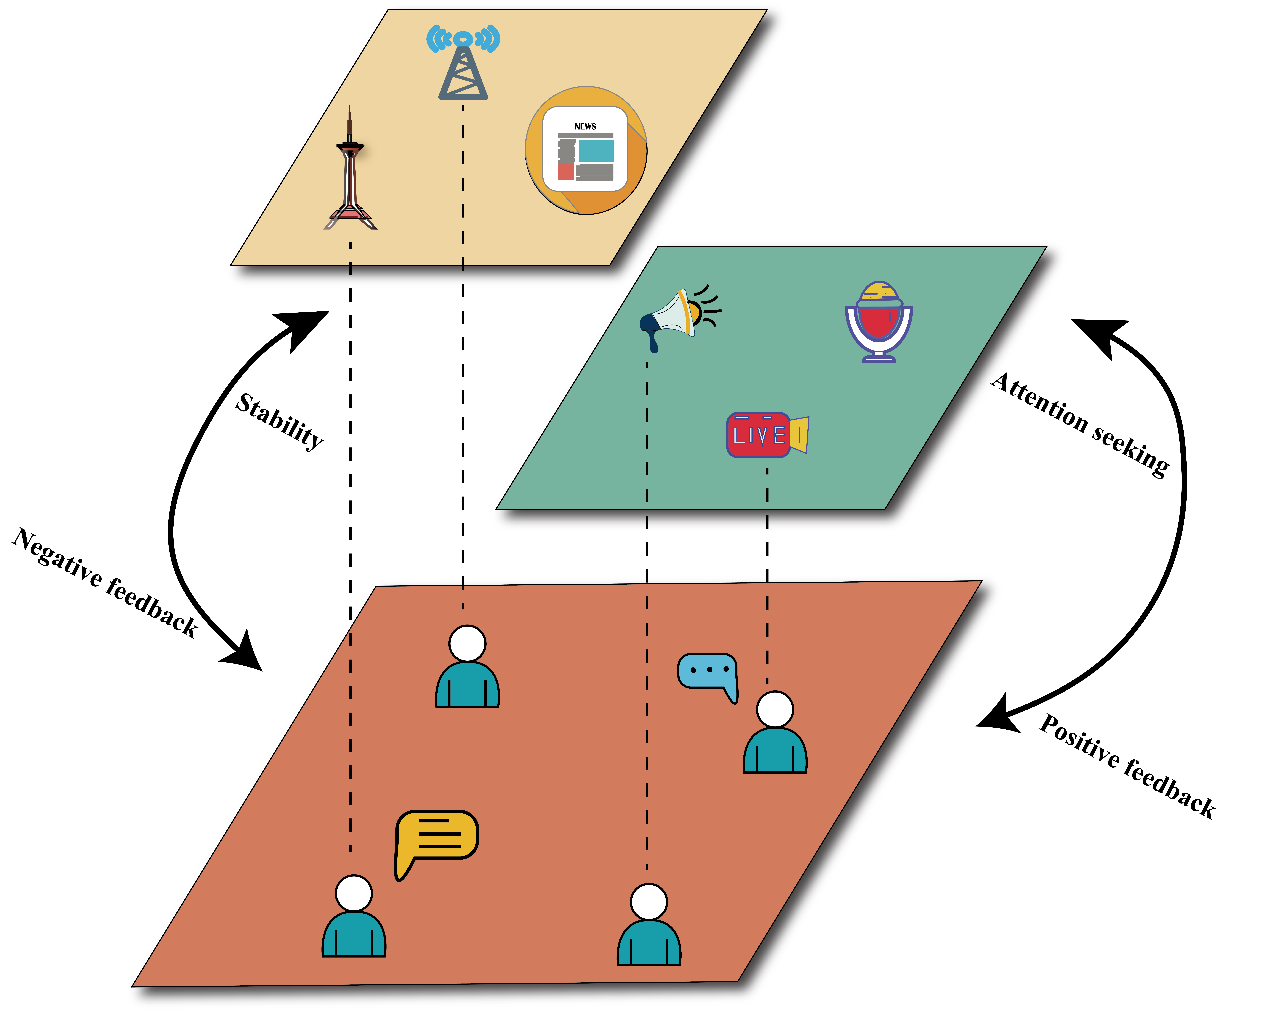 NEWS
LIVE
Stability
Attention seeking
Negative feedback
Positive feedback